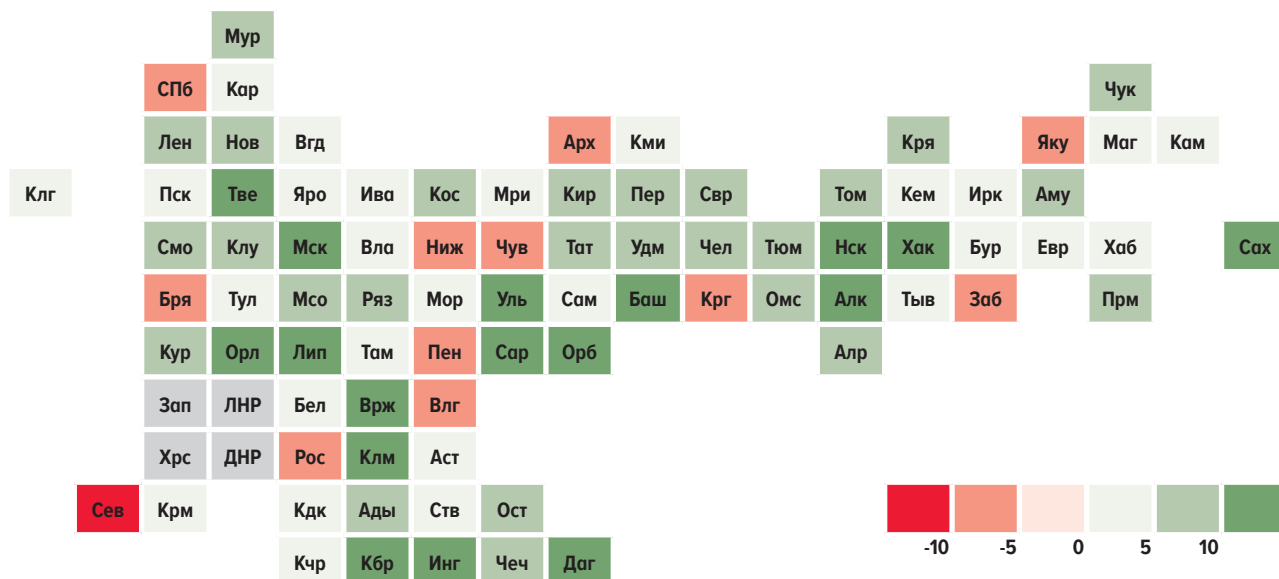 Мур
СПб Кар Чук
Лен Нов Вгд Арх Кми Кря Яку Маг Кам
Клг Пск Тве Яро Ива Кос Мри Кир Пер Свр Том Кем Ирк Аму
Смо Клу Мск Вла Ниж Чув Тат Удм Чел Тюм Нск Хак Бур Евр Хаб Сах
Бря Тул Мсо Ряз Мор Уль Сам Баш Крг Омс Алк Тыв Заб Прм
Кур Орл Лип Там Пен Сар Орб Алр
Зап ЛНР Бел Врж Влг
Хрс ДНР Рос Клм Аст
Сев Крм Кдк Ады Ств Ост
-10 -5 0 5 10
Кчр Кбр Инг Чеч Даг